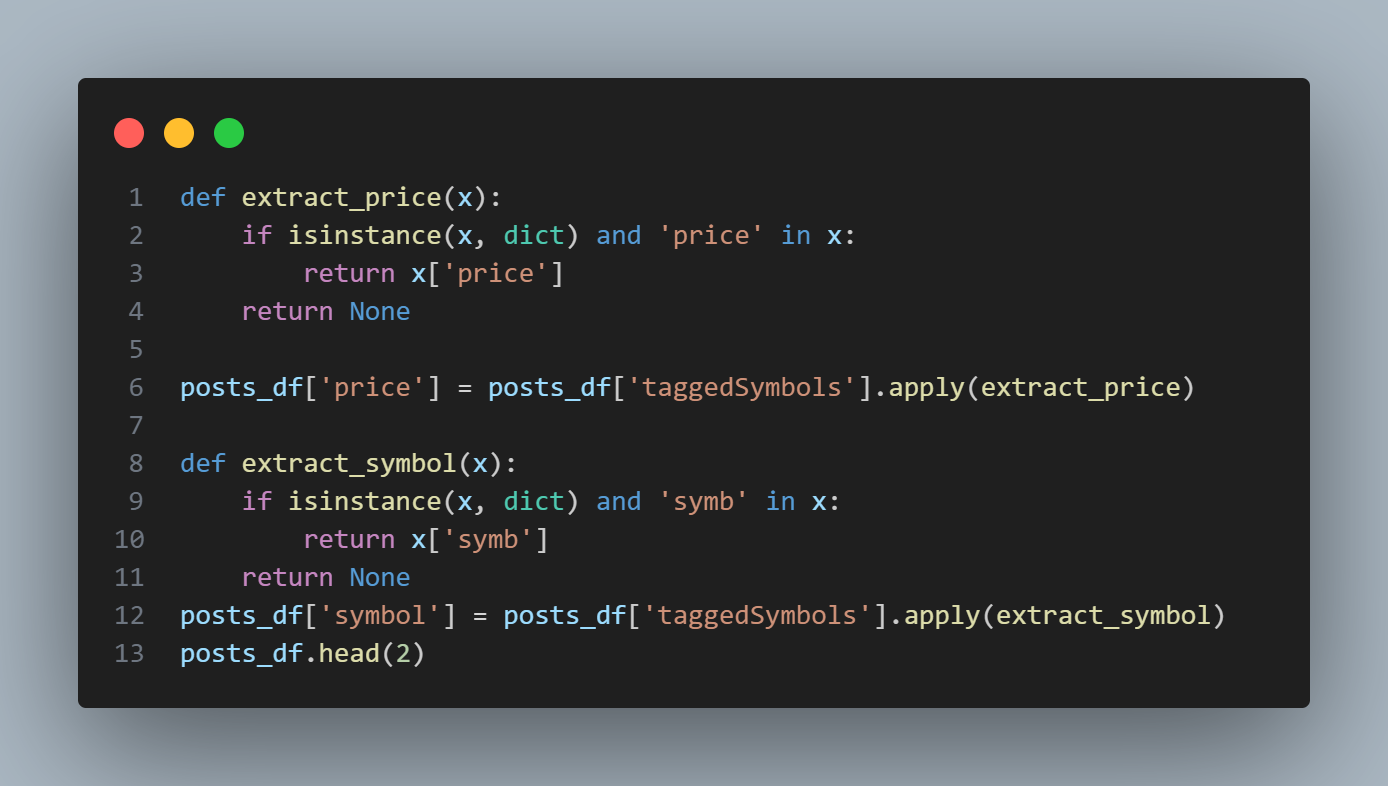 1 def extract_price(x):
2     if isinstance(x, dict) and 'price' in x:
3         return x['price']
4     return None
5
6 posts_df['price'] = posts_df['taggedSymbols'].apply(extract_price)
7
8 def extract_symbol(x):
9     if isinstance(x, dict) and 'symb' in x:
10         return x['symb']
11     return None
12 posts_df['symbol'] = posts_df['taggedSymbols'].apply(extract_symbol)
13 posts_df.head(2)